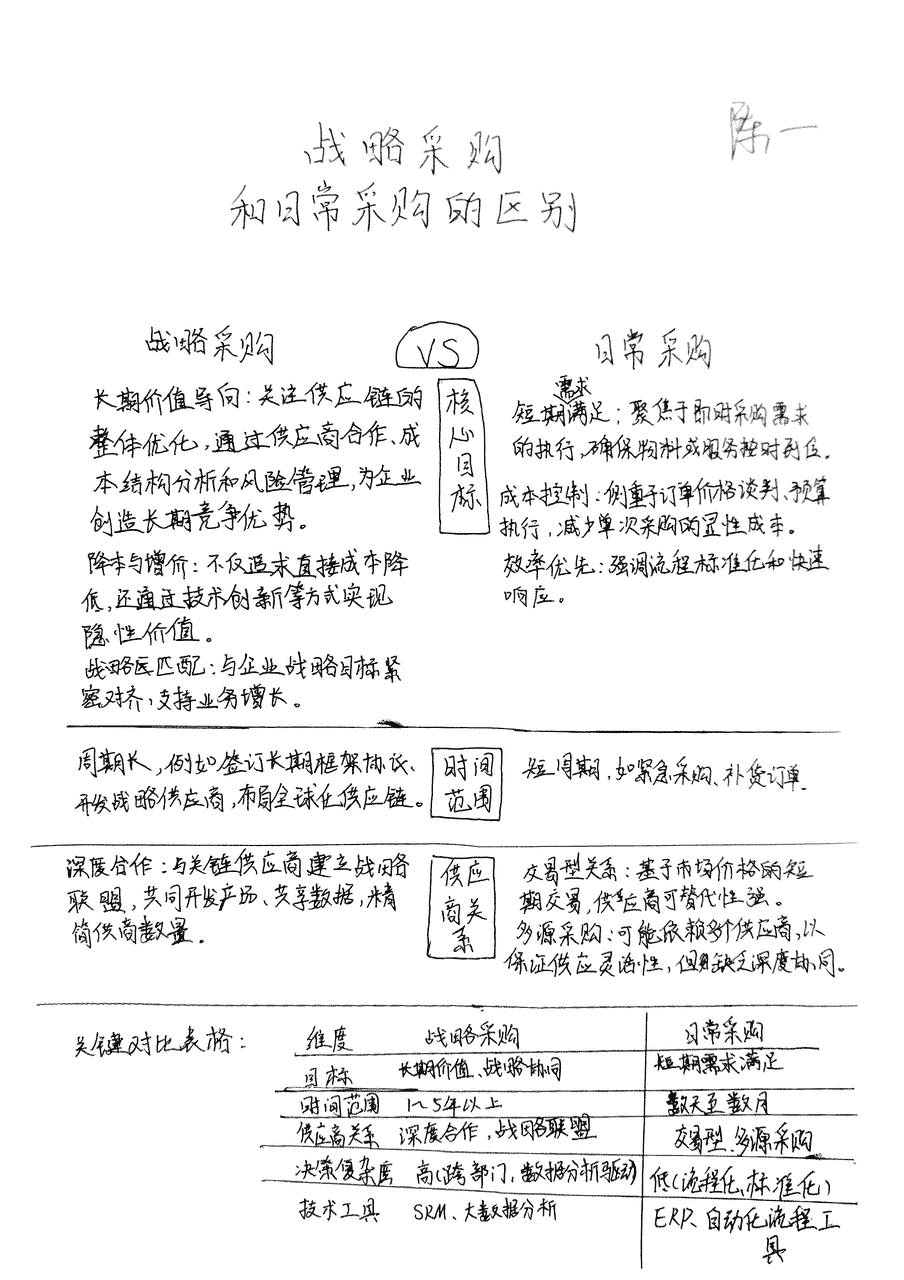 陈一
战略采购
和日常采购的区别
战略采购
VS
日常采购
长期价值导向：关注供应链的
整体优化，通过供应商合作、成
本结构分析和风险管理，为企业
创造长期竞争优势。
降本与增价：不仅追求直接成本降
低，还通过技术创新等方式实现
隐性价值。
战略匹配：与企业战略目标紧
密对齐，支持业务增长。
核心目标
需求
短期满足；聚焦于即时采购需求
的执行，确保物料或服务按时到位。
成本控制：侧重于订单价格谈判、预算
执行，减少单次采购的显性成本。
效率优先：强调流程标准化和快速
响应。
周期长，例如签订长期框架协议、
开发战略供应商，布局全球化供应链。
时间
范围
短周期，如紧急采购、补货订单.
深度合作：与关链供应商建立战略
联盟，共同开发产场、共享数据，精
简供商数量。
供应
商关
系
交易型关系：基于市场价格的短
期交易，供应商可替代性强。
多源采购：可能依赖多个供应商，以
保证供应灵活性，但缺乏深度协同。
关键对比表格：
维度 战略采购 日常采购
目标 长期价值、战略协同 短期需求满足
时间范围 1~5年以上 数天至数月
供应商关系 深度合作，战略联盟 交易型、多源采购
决策复杂度 高(跨部门，数据分析驱动) 低(流程化、标准化)
技术工具 SRM、大数据分析 ERP、自动化流程工
具